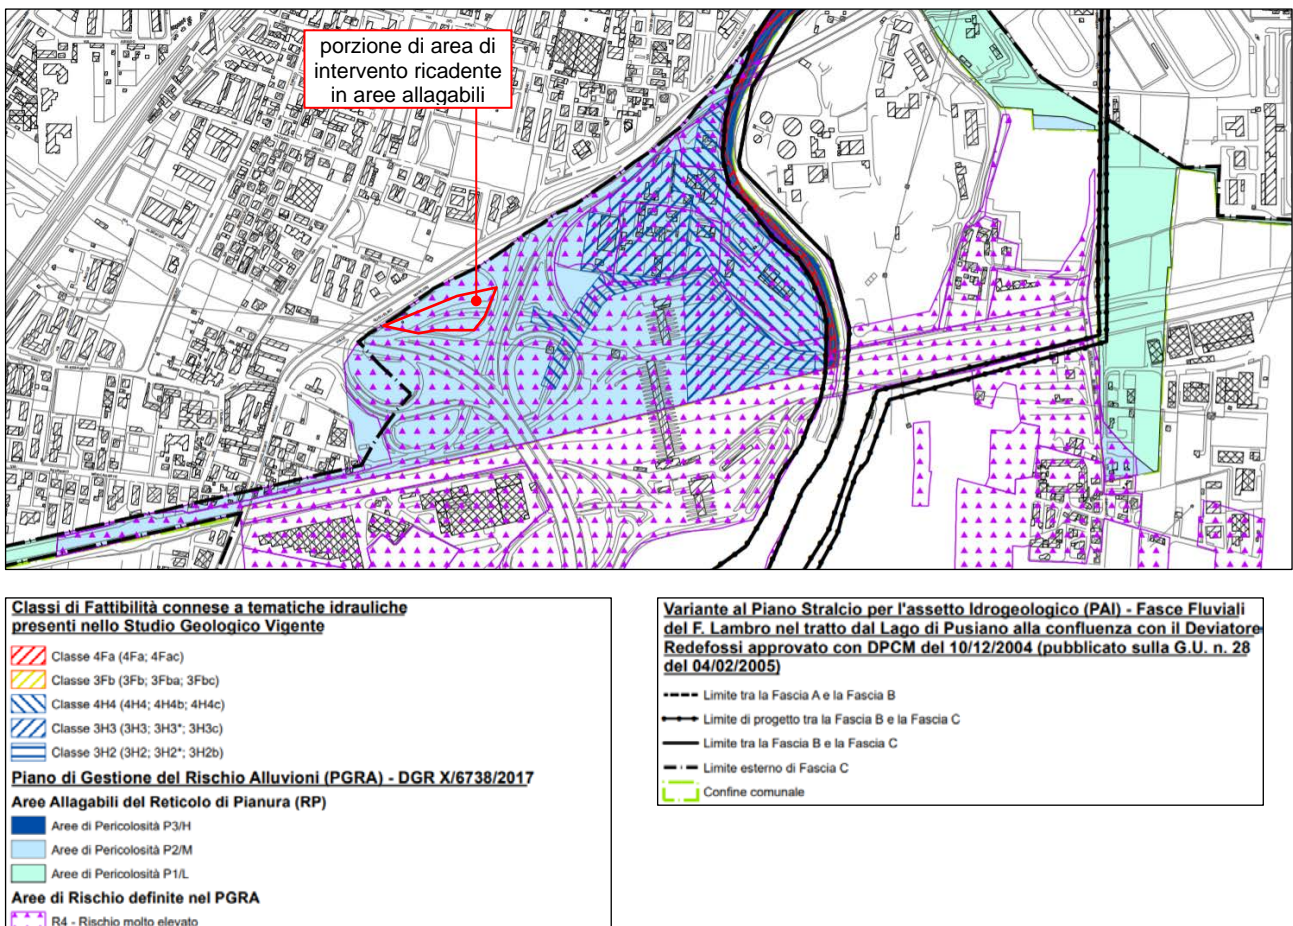 porzione di area di
intervento ricadente
in aree allagabili
Classi di Fattibilità connese a tematiche idrauliche
presenti nello Studio Geologico Vigente
Classe 4Fa (4Fa; 4Fac)
Classe 3Fb (3Fb; 3Fba; 3Fbc)
Classe 4H4 (4H4; 4H4b; 4H4c)
Classe 3H3 (3H3; 3H3*; 3H3c)
Classe 3H2 (3H2; 3H2*; 3H2b)
Piano di Gestione del Rischio Alluvioni (PGRA) - DGR X/6738/2017
Aree Allagabili del Reticolo di Pianura (RP)
Aree di Pericolosità P3/H
Aree di Pericolosità P2/M
Aree di Pericolosità P1/L
Aree di Rischio definite nel PGRA
R4 - Rischio molto elevato
Variante al Piano Stralcio per l'assetto Idrogeologico (PAI) - Fasce Fluviali
del F. Lambro nel tratto dal Lago di Pusiano alla confluenza con il Deviatore
Redefossi approvato con DPCM del 10/12/2004 (pubblicato sulla G.U. n. 28
del 04/02/2005)
Limite tra la Fascia A e la Fascia B
Limite di progetto tra la Fascia B e la Fascia C
Limite tra la Fascia B e la Fascia C
Limite esterno di Fascia C
Confine comunale